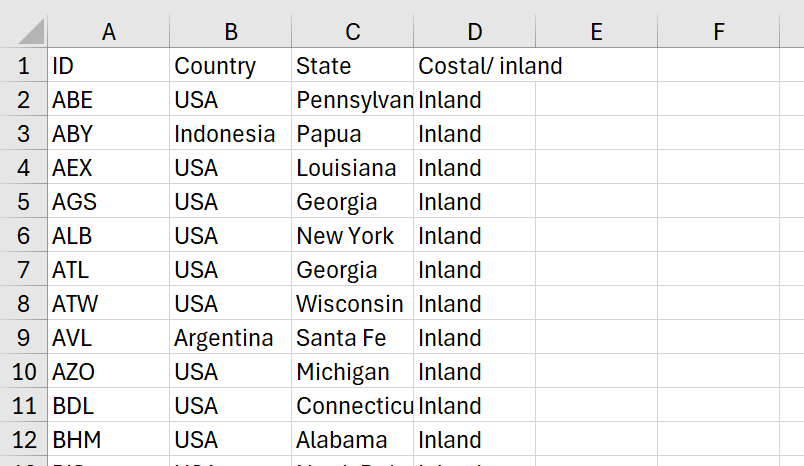 A B C D E F
1 ID Country State Costal/ inland
2 ABE USA Pennsylvan Inland
3 ABY Indonesia Papua Inland
4 AEX USA Louisiana Inland
5 AGS USA Georgia Inland
6 ALB USA New York Inland
7 ATL USA Georgia Inland
8 ATW USA Wisconsin Inland
9 AVL Argentina Santa Fe Inland
10 AZO USA Michigan Inland
11 BDL USA Connecticu Inland
12 BHM USA Alabama Inland